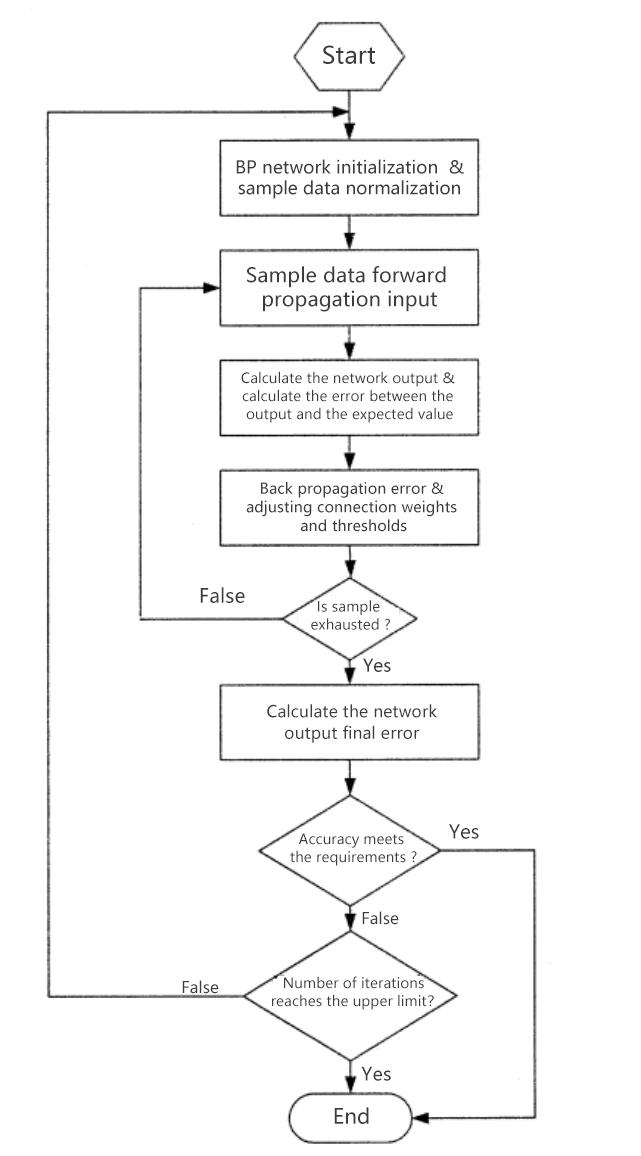 Start
BP network initialization &
sample data normalization
Sample data forward
propagation input
Calculate the network output &
calculate the error between the
output and the expected value
Back propagation error &
adjusting connection weights
and thresholds
False
Is sample
exhausted ?
Yes
Calculate the network
output final error
Accuracy meets
the requirements ?
Yes
False
False
Number of iterations
reaches the upper limit?
Yes
End